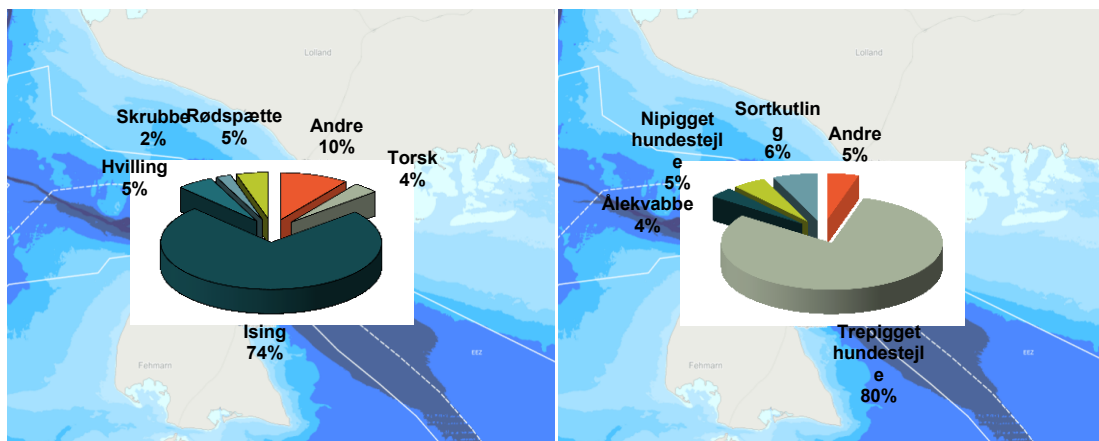 Lolland
Skrubbe
2%
Rødspætte
5%
Andre
10%
Hvilling
5%
Torsk
4%
Ising
74%
Fehmarn
EEZ
Lolland
Sortkutlin
g
6%
Nipigget
hundestejl
e
5%
Andre
5%
Ålekvabbe
4%
Trepigget
hundestejl
e
80%
Fehmarn
EEZ